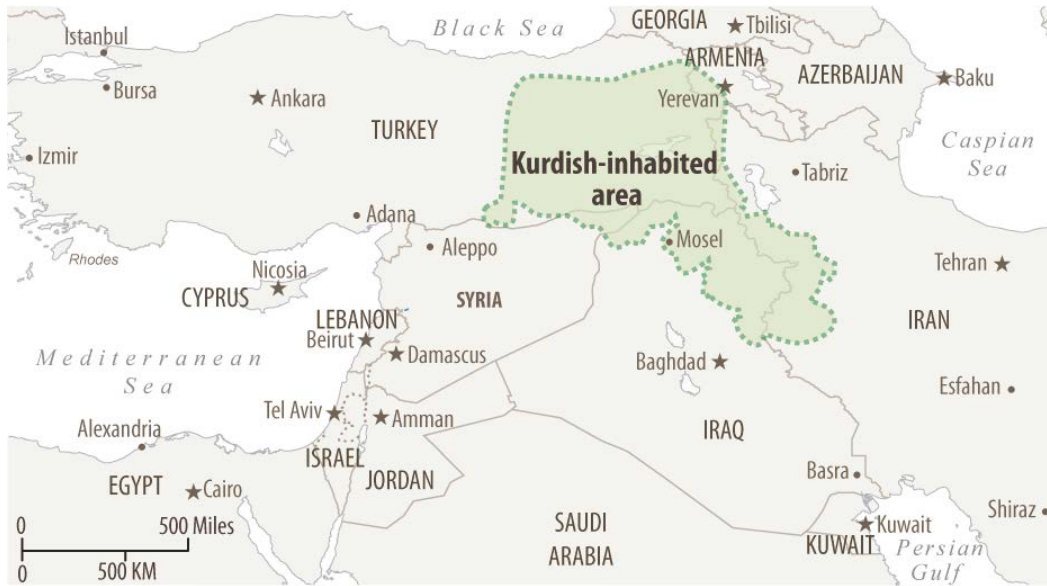 Black Sea
GEORGIA
Tbilisi
Istanbul
ARMENIA
AZERBAIJAN
Baku
Bursa
Ankara
Yerevan
TURKEY
Caspian
Sea
Izmir
Kurdish-inhabited
area
Tabriz
Adana
Mosel
Aleppo
Rhodes
Nicosia
Tehran
CYPRUS
SYRIA
LEBANON
IRAN
Beirut
Mediterranean
Sea
Damascus
Baghdad
Esfahan
Tel Aviv
Amman
Alexandria
IRAQ
ISRAEL
JORDAN
Basra
EGYPT
Cairo
Shiraz
0 500 Miles
SAUDI
ARABIA
Kuwait
KUWAIT
Persian
Gulf
0 500 KM